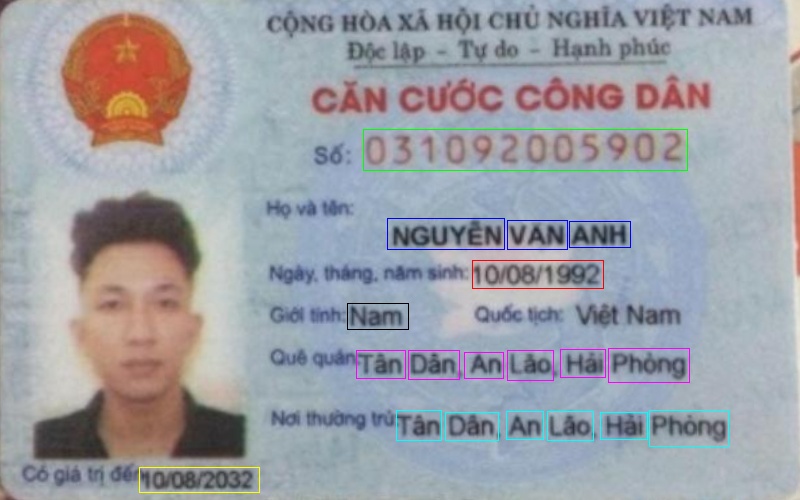 CỘNG HÒA XÃ HỘI CHỦ NGHĨA VIỆT NAM
Độc lập - Tự do - Hạnh phúc
CĂN CƯỚC CÔNG DÂN
Số: 031092005902
Họ và tên:
NGUYỄN VĂN ANH
Ngày, tháng, năm sinh: 10/08/1992
Giới tính: Nam Quốc tịch: Việt Nam
Quê quán: Tân Dân, An Lão, Hải Phòng
Nơi thường trú: Tân Dân, An Lão, Hải Phòng
Có giá trị đến 10/08/2032